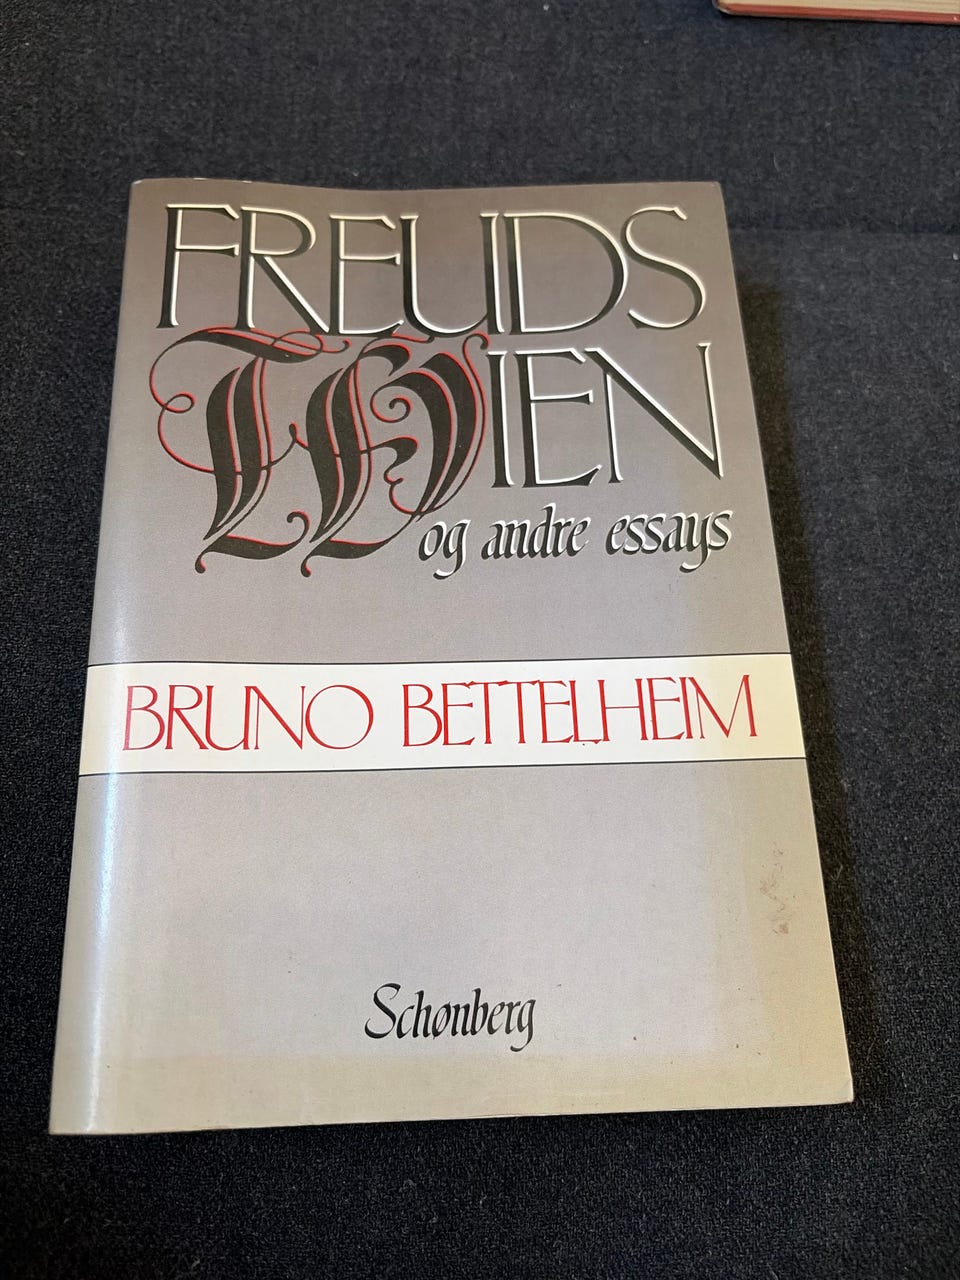 FREUDS
WIEN
og andre essays
BRUNO BETTELHEIM
Schønberg